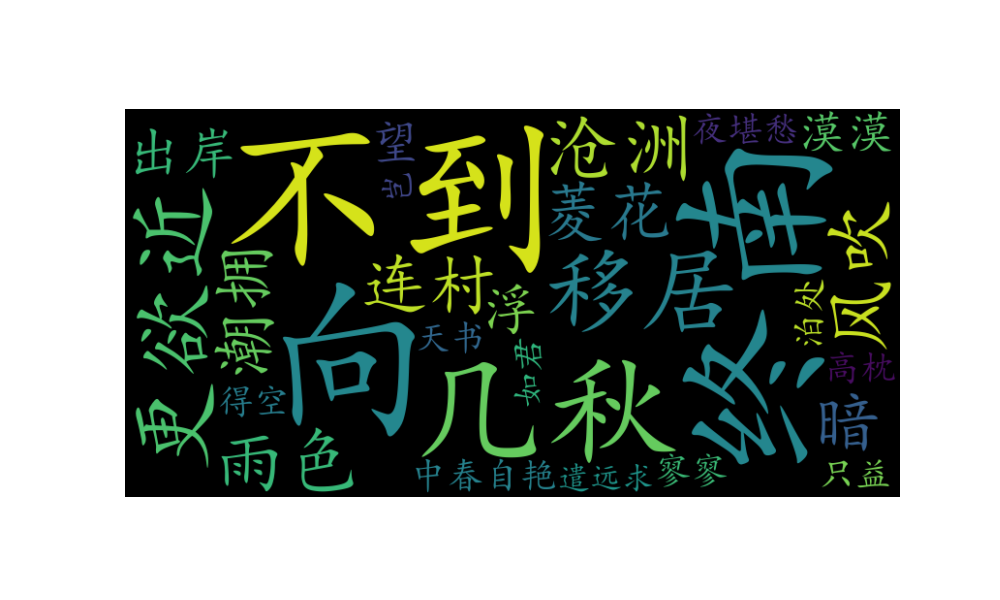 出岸
不到
望
沧洲
夜堪愁
漠漠
更欲近
菱花
终南
风吹
潮拥
连村
浮
移居
向
天书
泊处
如君
几秋
高枕
得空
暗
雨色
中春自艳
遣远求
寥寥
只益